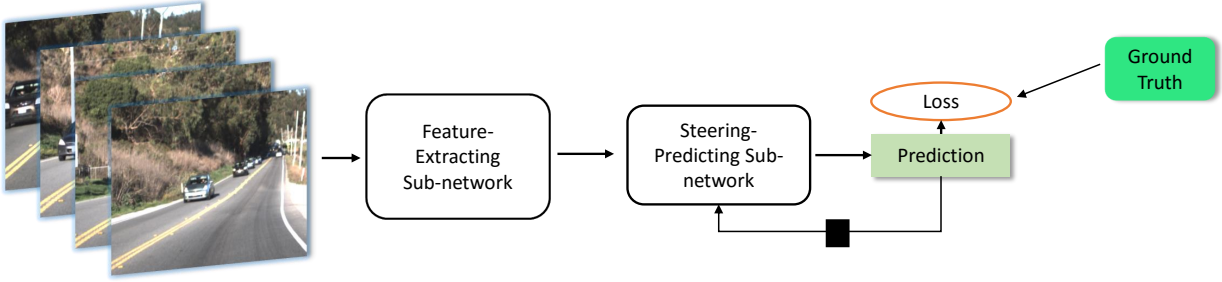 Feature-
Extracting
Sub-network
Steering-
Predicting Sub-
network
Loss
Prediction
Ground
Truth